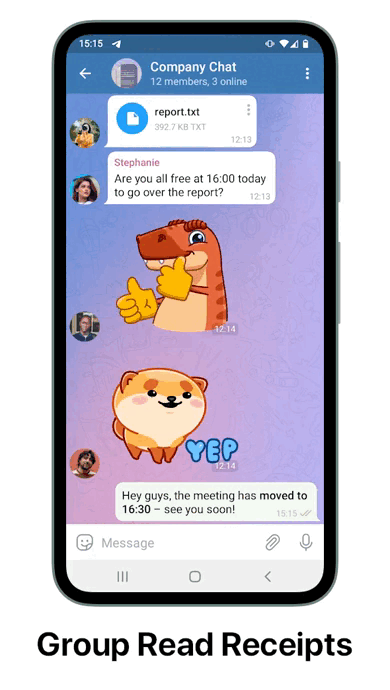 15:15
Company Chat
12 members, 3 online
report.txt
392.7 KB TXT
12:13
Stephanie
Are you all free at 16:00 today
to go over the report?
12:13
12:14
YEP
12:14
Hey guys, the meeting has moved to
16:30 – see you soon!
15:15
Message
Group Read Receipts